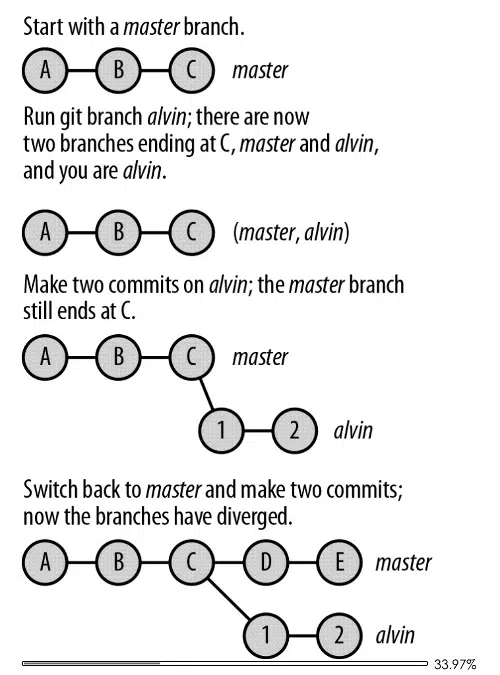 Start with a master branch.
A B C master
Run git branch alvin; there are now
two branches ending at C, master and alvin,
and you are alvin.
A B C (master, alvin)
Make two commits on alvin; the master branch
still ends at C.
A B C master
1 2 alvin
Switch back to master and make two commits;
now the branches have diverged.
A B C D E master
1 2 alvin
33.97%